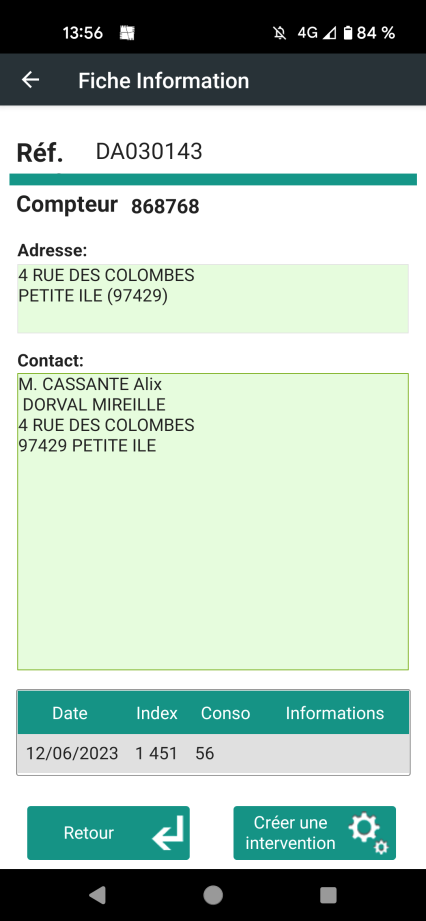 13:56 4G 84 %
Fiche Information
Réf. DA030143
Compteur 868768
Adresse:
4 RUE DES COLOMBES
PETITE ILE (97429)
Contact:
M. CASSANTE Alix
DORVAL MIREILLE
4 RUE DES COLOMBES
97429 PETITE ILE
Date Index Conso Informations
12/06/2023 1 451 56
Retour
Créer une
intervention